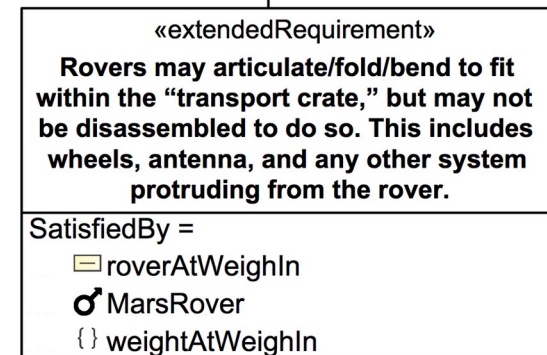 «extendedRequirement»
Rovers may articulate/fold/bend to fit
within the “transport crate,” but may not
be disassembled to do so. This includes
wheels, antenna, and any other system
protruding from the rover.
SatisfiedBy =
roverAtWeighIn
MarsRover
{} weightAtWeighIn